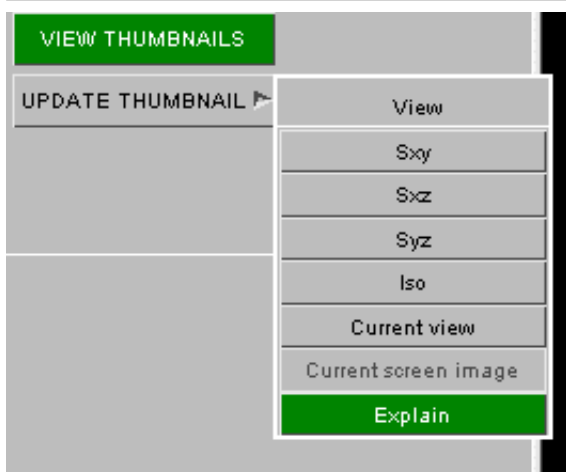 VIEW THUMBNAILS
UPDATE THUMBNAIL
View
Sxy
Sxz
Syz
Iso
Current view
Current screen image
Explain